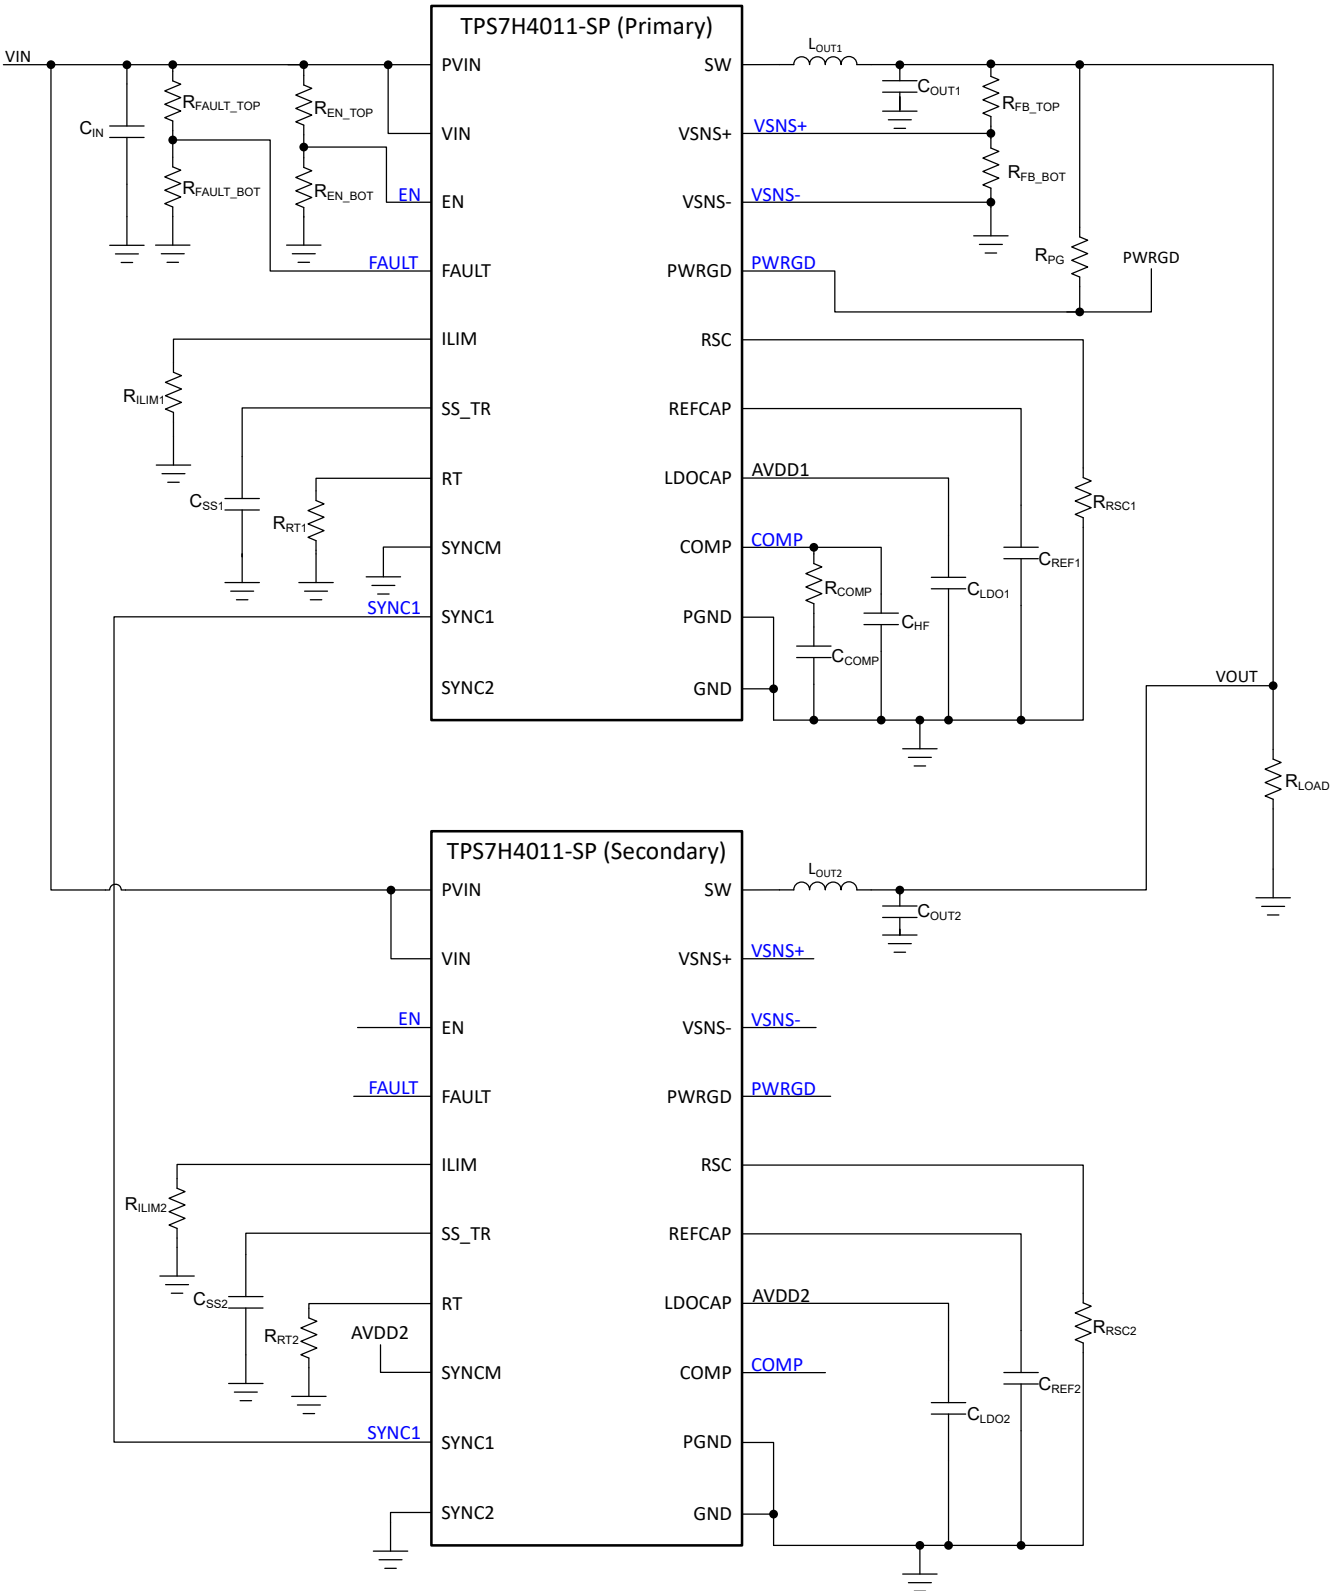 TPS7H4011-SP (Primary)
VIN
PVIN
VIN
EN
EN
FAULT
FAULT
ILIM
SS_TR
RT
SYNCM
SYNC1
SYNC1
SYNC2
SW
VSNS+
VSNS+
VSNS-
VSNS-
PWRGD
PWRGD
RSC
REFCAP
LDOCAP
AVDD1
COMP
COMP
PGND
GND
CIN
RFAULT_TOP
RFAULT_BOT
REN_TOP
REN_BOT
RILIM1
CSS1
RRT1
LOUT1
COUT1
RFB_TOP
RFB_BOT
RPG
PWRGD
RRSC1
CREF1
CLDO1
RCOMP
CHF
CCOMP
VOUT
RLOAD
TPS7H4011-SP (Secondary)
PVIN
VIN
EN
EN
FAULT
FAULT
ILIM
SS_TR
RT
AVDD2
SYNCM
SYNC1
SYNC1
SYNC2
SW
VSNS+
VSNS+
VSNS-
VSNS-
PWRGD
PWRGD
RSC
REFCAP
LDOCAP
AVDD2
COMP
COMP
PGND
GND
RILIM2
CSS2
RRT2
LOUT2
COUT2
RRSC2
CREF2
CLDO2